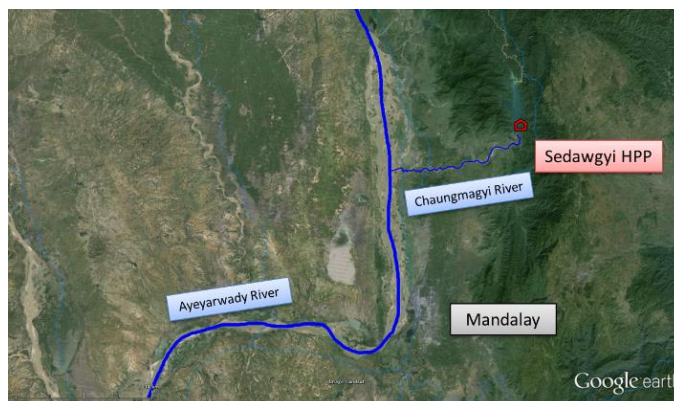 Sedawgyi HPP
Chaungmagyi River
Ayeyarwady River
Mandalay
Google earth